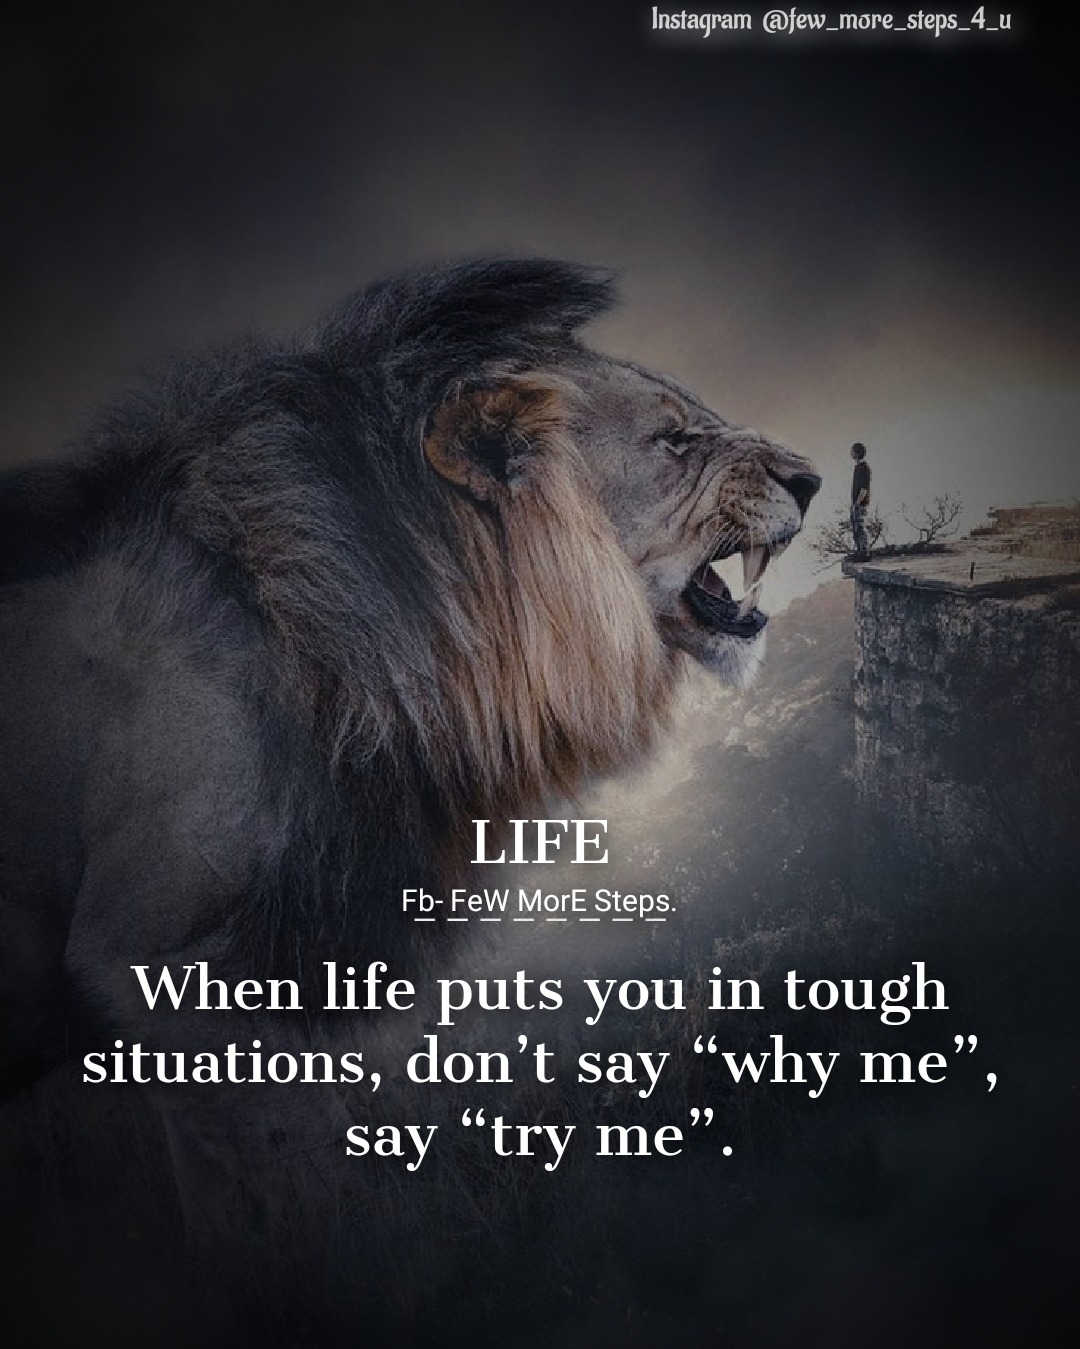 Instagram @few_more_steps_4_u
LIFE
Fb- FeW MorE Steps.
When life puts you in tough
situations, don’t say “why me”,
say “try me”.